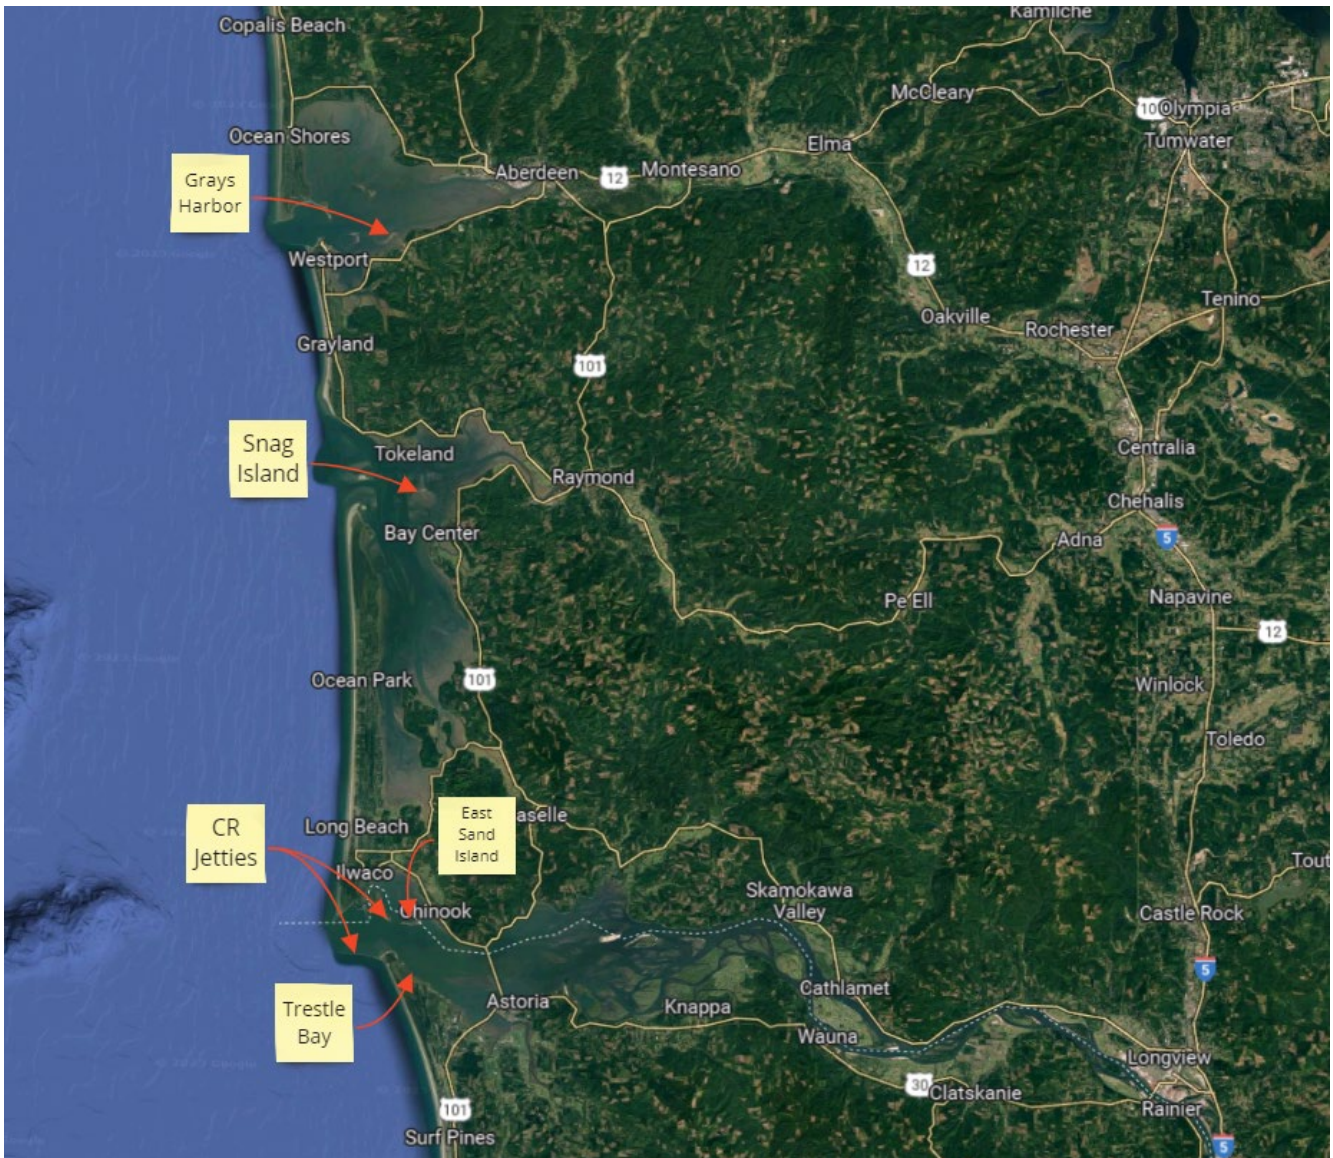 Copalis Beach
Kamilche
McCleary
Olympia
Tumwater
Ocean Shores
Elma
Aberdeen
12
Montesano
Grays
Harbor
Westport
12
Tenino
Oakville
Rochester
Grayland
101
Snag
Island
Tokeland
Raymond
Centralia
Chehalis
Bay Center
Adna
5
Pe Ell
Napavine
12
Ocean Park
101
Winlock
Toledo
Long Beach
East
Sand
Island
aselle
CR
Jetties
Ilwaco
Tout
Skamokawa
Valley
Chinook
Castle Rock
5
Cathlamet
Trestle
Bay
Astoria
Knappa
Wauna
Longview
30
Clatskanie
Rainier
101
Surf Pines
5